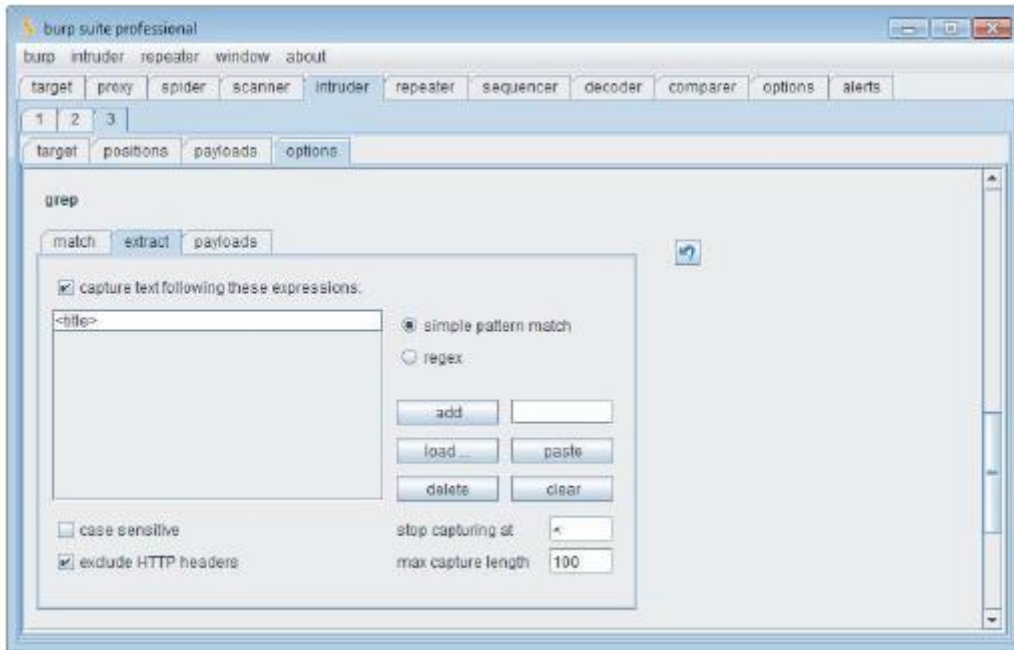 burp suite professional
burp intruder repeater window about
target proxy spider scanner intruder repeater sequencer decoder comparer options alerts
1 2 3
target positions payloads options
grep
match extract payloads
capture text following these expressions:
<title>
simple pattern match
regex
add
load ... paste
delete clear
case sensitive stop capturing at <
exclude HTTP headers max capture length 100